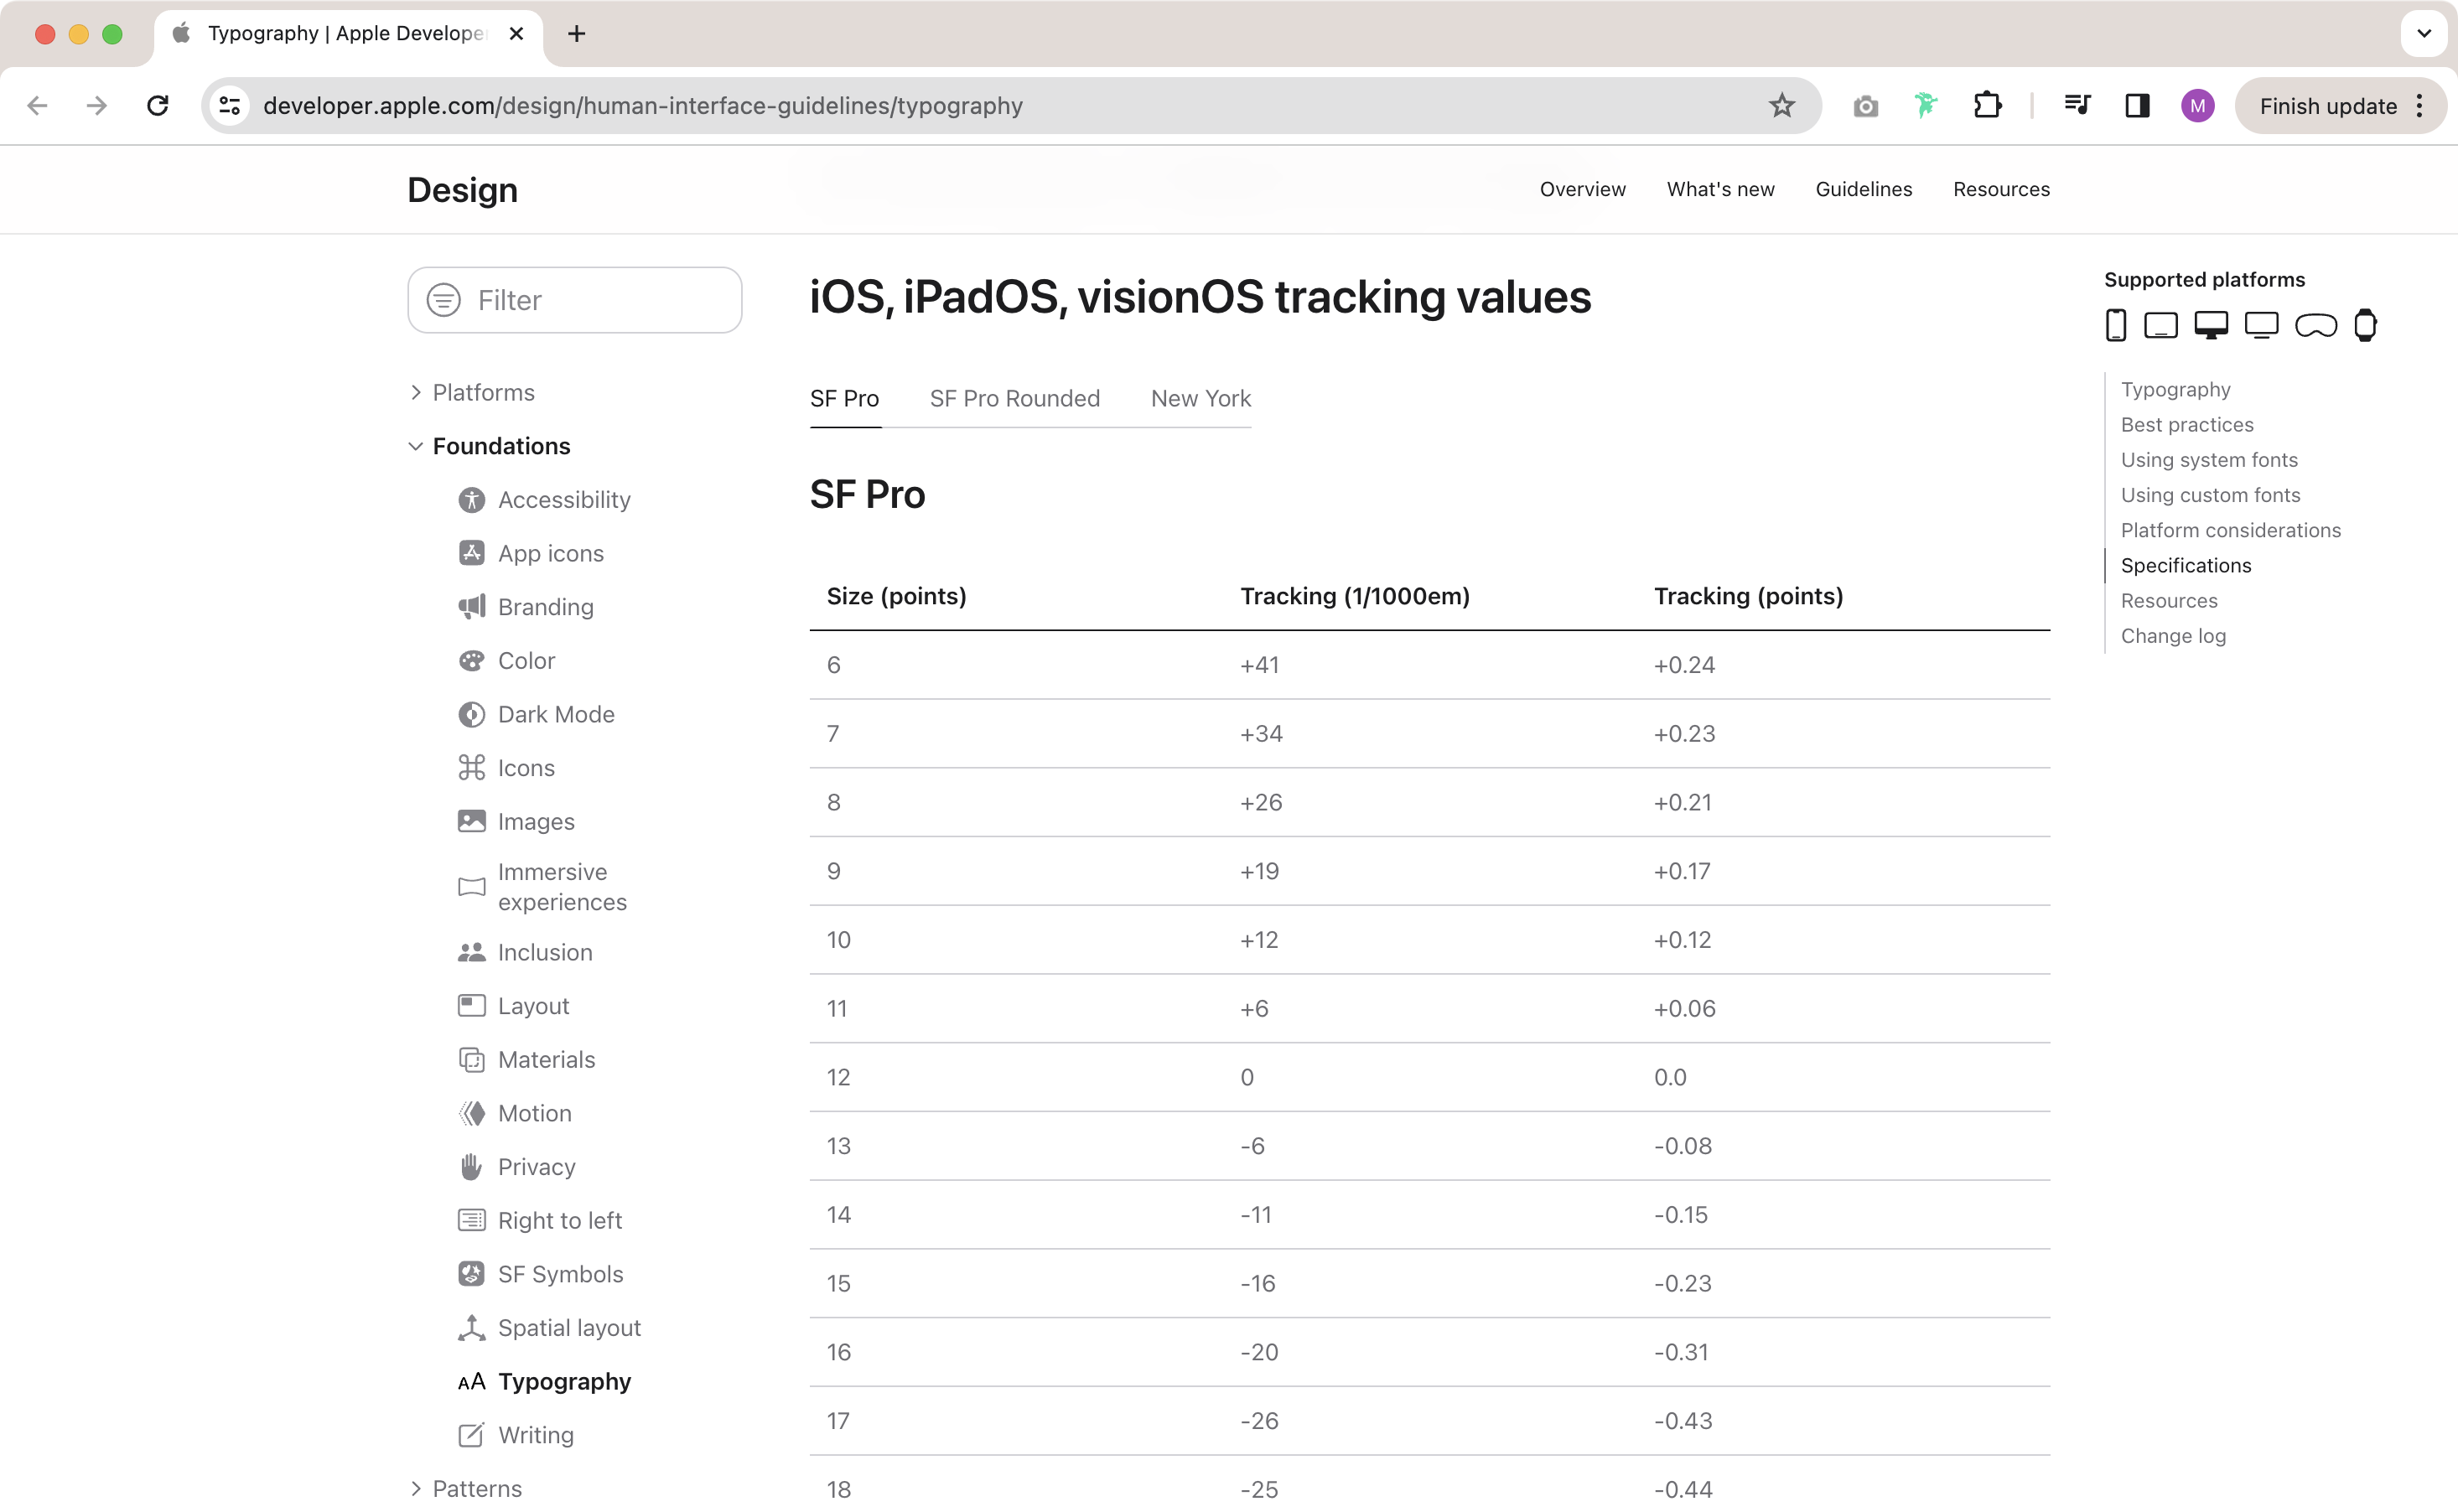 Typography | Apple Develope
developer.apple.com/design/human-interface-guidelines/typography
M
Finish update
Design
Overview
What's new
Guidelines
Resources
Filter
Platforms
Foundations
Accessibility
App icons
Branding
Color
Dark Mode
Icons
Images
Immersive
experiences
Inclusion
Layout
Materials
Motion
Privacy
Right to left
SF Symbols
Spatial layout
AA Typography
Writing
Patterns
iOS, iPadOS, visionOS tracking values
SF Pro
SF Pro Rounded
New York
SF Pro
Size (points) Tracking (1/1000em) Tracking (points)
6 +41 +0.24
7 +34 +0.23
8 +26 +0.21
9 +19 +0.17
10 +12 +0.12
11 +6 +0.06
12 0 0.0
13 -6 -0.08
14 -11 -0.15
15 -16 -0.23
16 -20 -0.31
17 -26 -0.43
18 -25 -0.44
Supported platforms
Typography
Best practices
Using system fonts
Using custom fonts
Platform considerations
Specifications
Resources
Change log